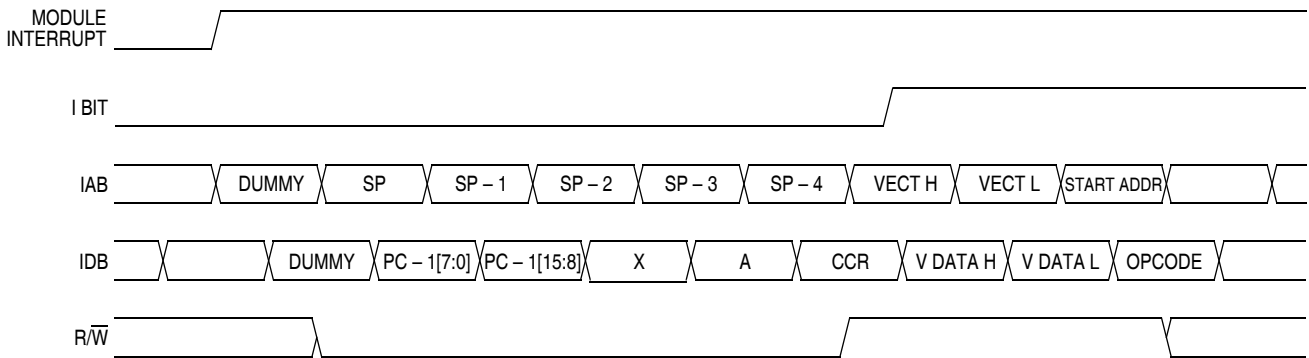 MODULE
INTERRUPT
I BIT
IAB DUMMY SP SP – 1 SP – 2 SP – 3 SP – 4 VECT H VECT L START ADDR
IDB DUMMY PC – 1[7:0] PC – 1[15:8] X A CCR V DATA H V DATA L OPCODE
R/W̅